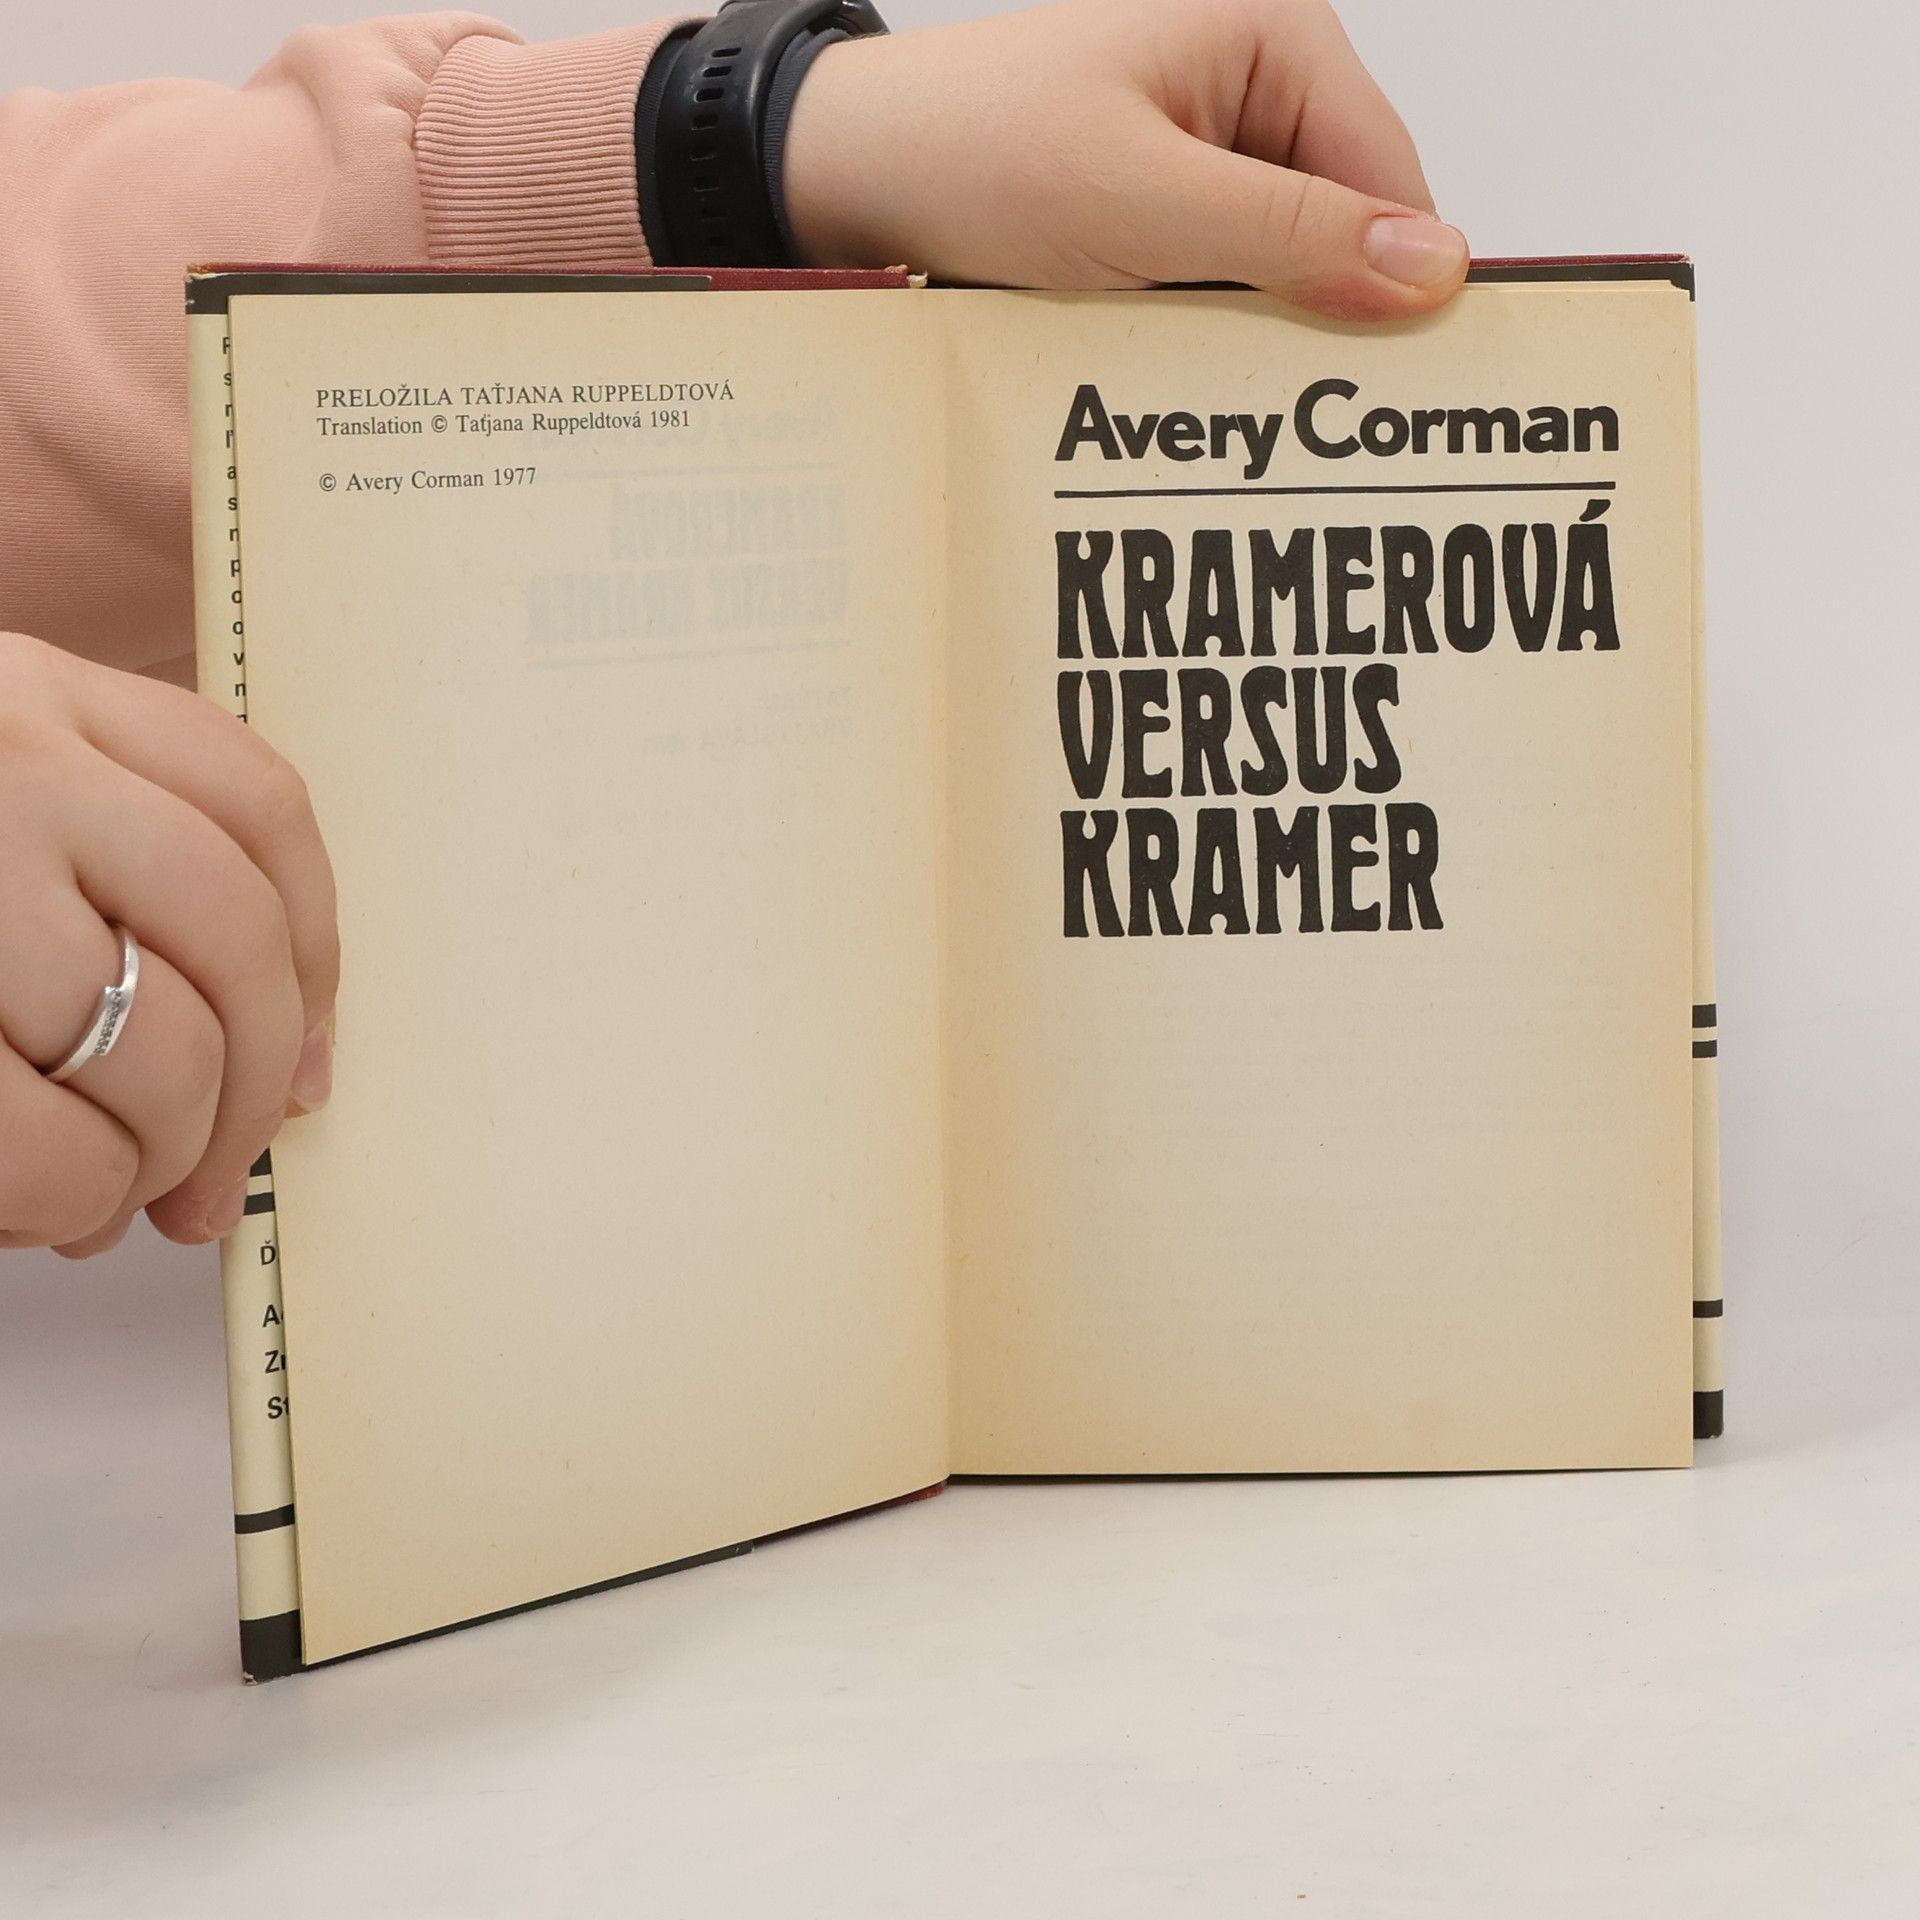 PRELOŽILA TAŤJANA RUPPELDTOVÁ
Translation © Taťjana Ruppeldtová 1981
© Avery Corman 1977
Avery Corman
KRAMEROVÁ
VERSUS
KRAMER